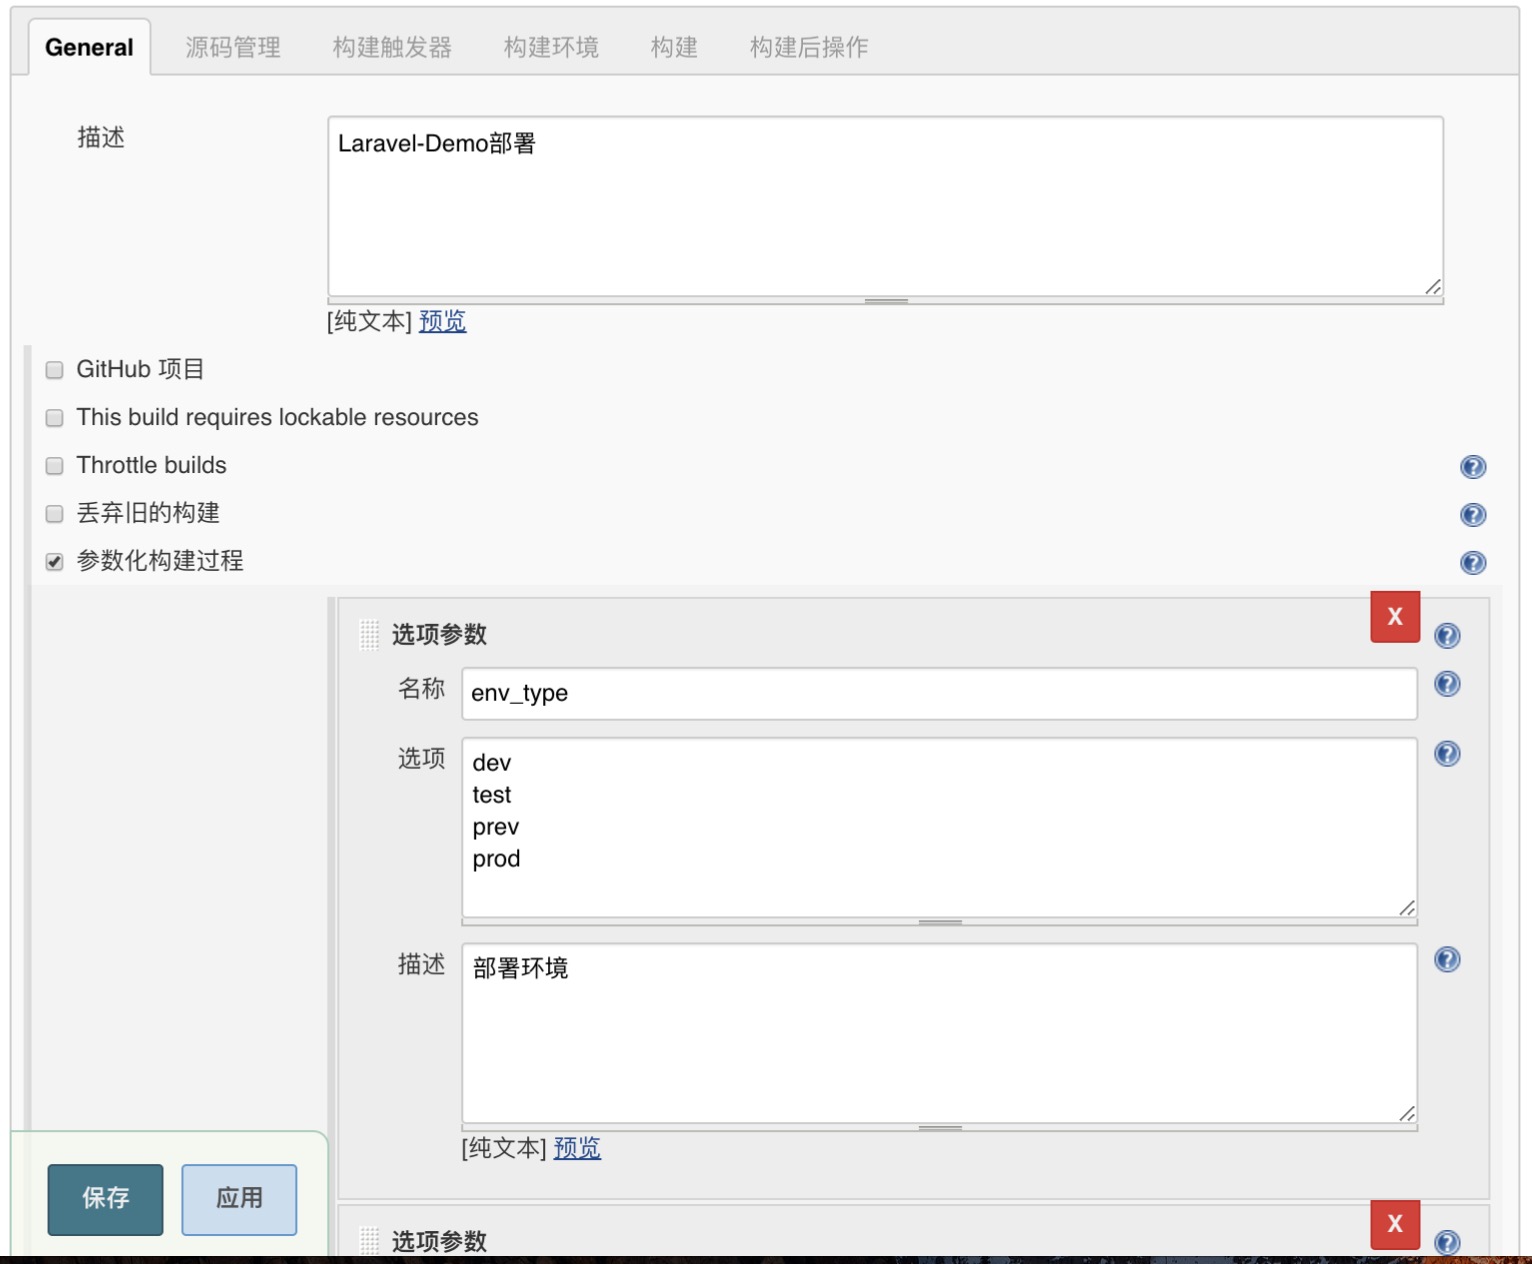 General 源码管理 构建触发器 构建环境 构建 构建后操作
描述
Laravel-Demo部署
[纯文本] 预览
GitHub 项目
This build requires lockable resources
Throttle builds
?
丢弃旧的构建
?
参数化构建过程
?
选项参数
X
?
名称
env_type
?
选项
dev
test
prev
prod
?
描述
部署环境
?
[纯文本] 预览
保存 应用
选项参数
X
?